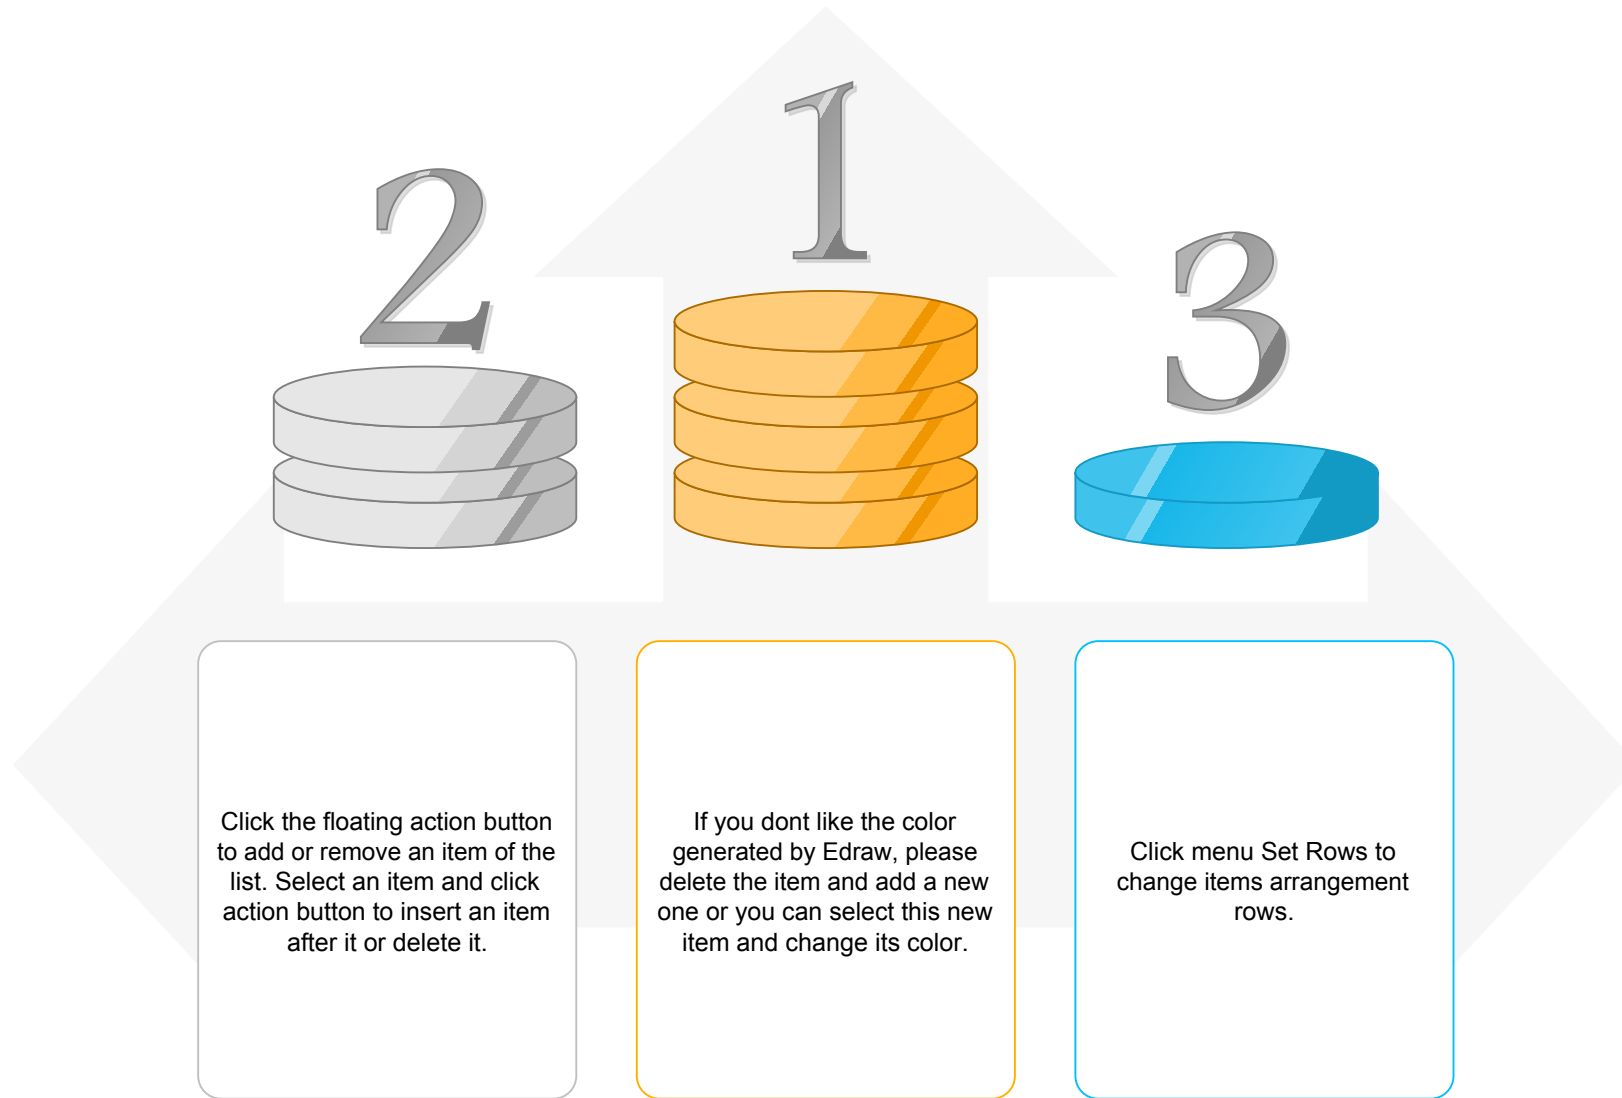 2
1
3
Click the floating action button
to add or remove an item of the
list. Select an item and click
action button to insert an item
after it or delete it.
If you dont like the color
generated by Edraw, please
delete the item and add a new
one or you can select this new
item and change its color.
Click menu Set Rows to
change items arrangement
rows.